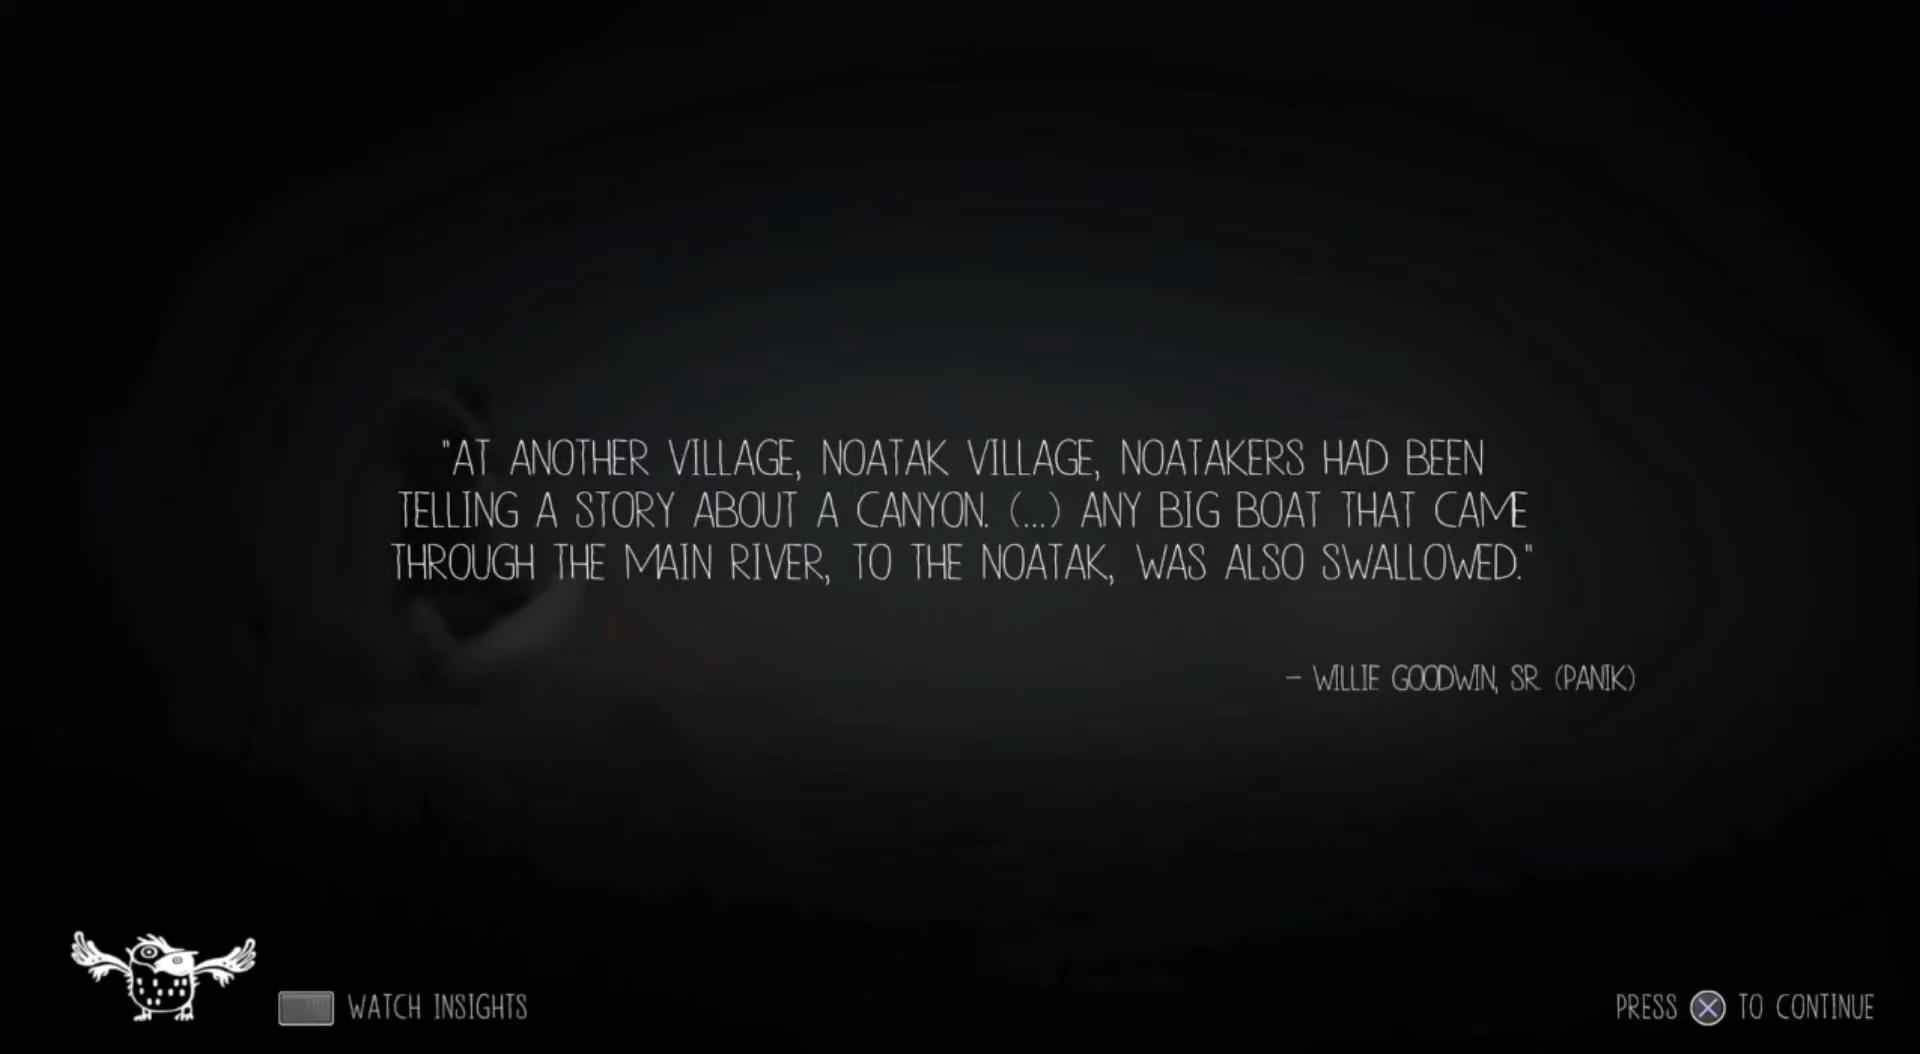 "AT ANOTHER VILLAGE, NOATAK VILLAGE, NOATAKERS HAD BEEN
TELLING A STORY ABOUT A CANYON. (...) ANY BIG BOAT THAT CAME
THROUGH THE MAIN RIVER, TO THE NOATAK, WAS ALSO SWALLOWED."
– WILLIE GOODWIN, SR. (PANIK)
WATCH INSIGHTS
PRESS X TO CONTINUE